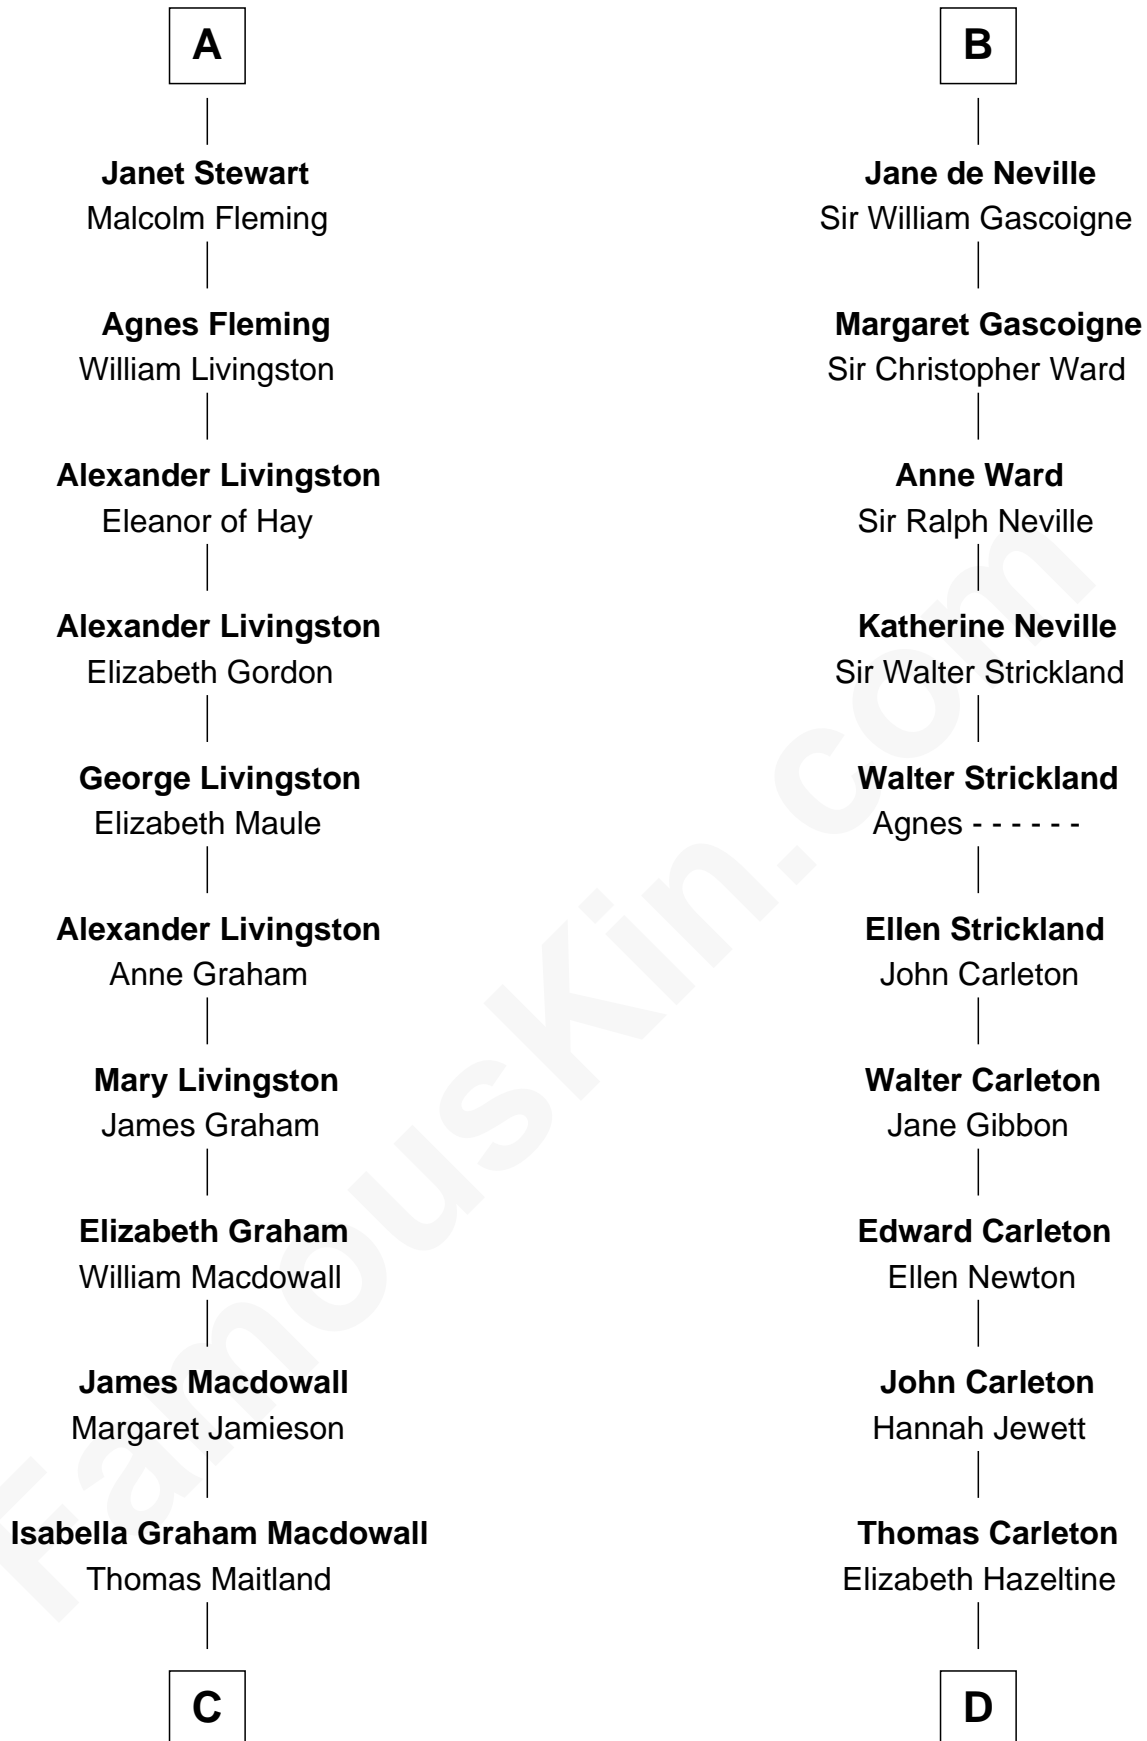 A
Janet Stewart
Malcolm Fleming
Agnes Fleming
William Livingston
Alexander Livingston
Eleanor of Hay
Alexander Livingston
Elizabeth Gordon
George Livingston
Elizabeth Maule
Alexander Livingston
Anne Graham
Mary Livingston
James Graham
Elizabeth Graham
William Macdowall
James Macdowall
Margaret Jamieson
Isabella Graham Macdowall
Thomas Maitland
C
B
Jane de Neville
Sir William Gascoigne
Margaret Gascoigne
Sir Christopher Ward
Anne Ward
Sir Ralph Neville
Katherine Neville
Sir Walter Strickland
Walter Strickland
Agnes - - - - - -
Ellen Strickland
John Carleton
Walter Carleton
Jane Gibbon
Edward Carleton
Ellen Newton
John Carleton
Hannah Jewett
Thomas Carleton
Elizabeth Hazeltine
D
FamousKin.com